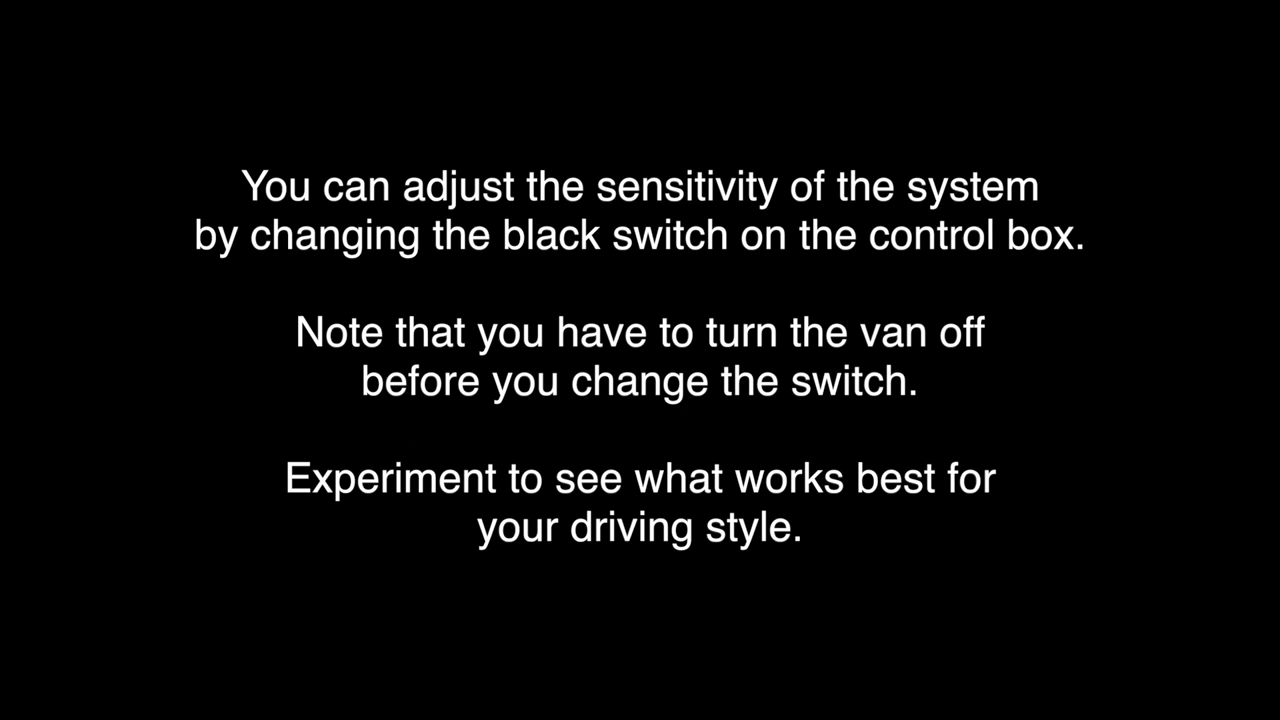 You can adjust the sensitivity of the system
by changing the black switch on the control box.
Note that you have to turn the van off
before you change the switch.
Experiment to see what works best for
your driving style.